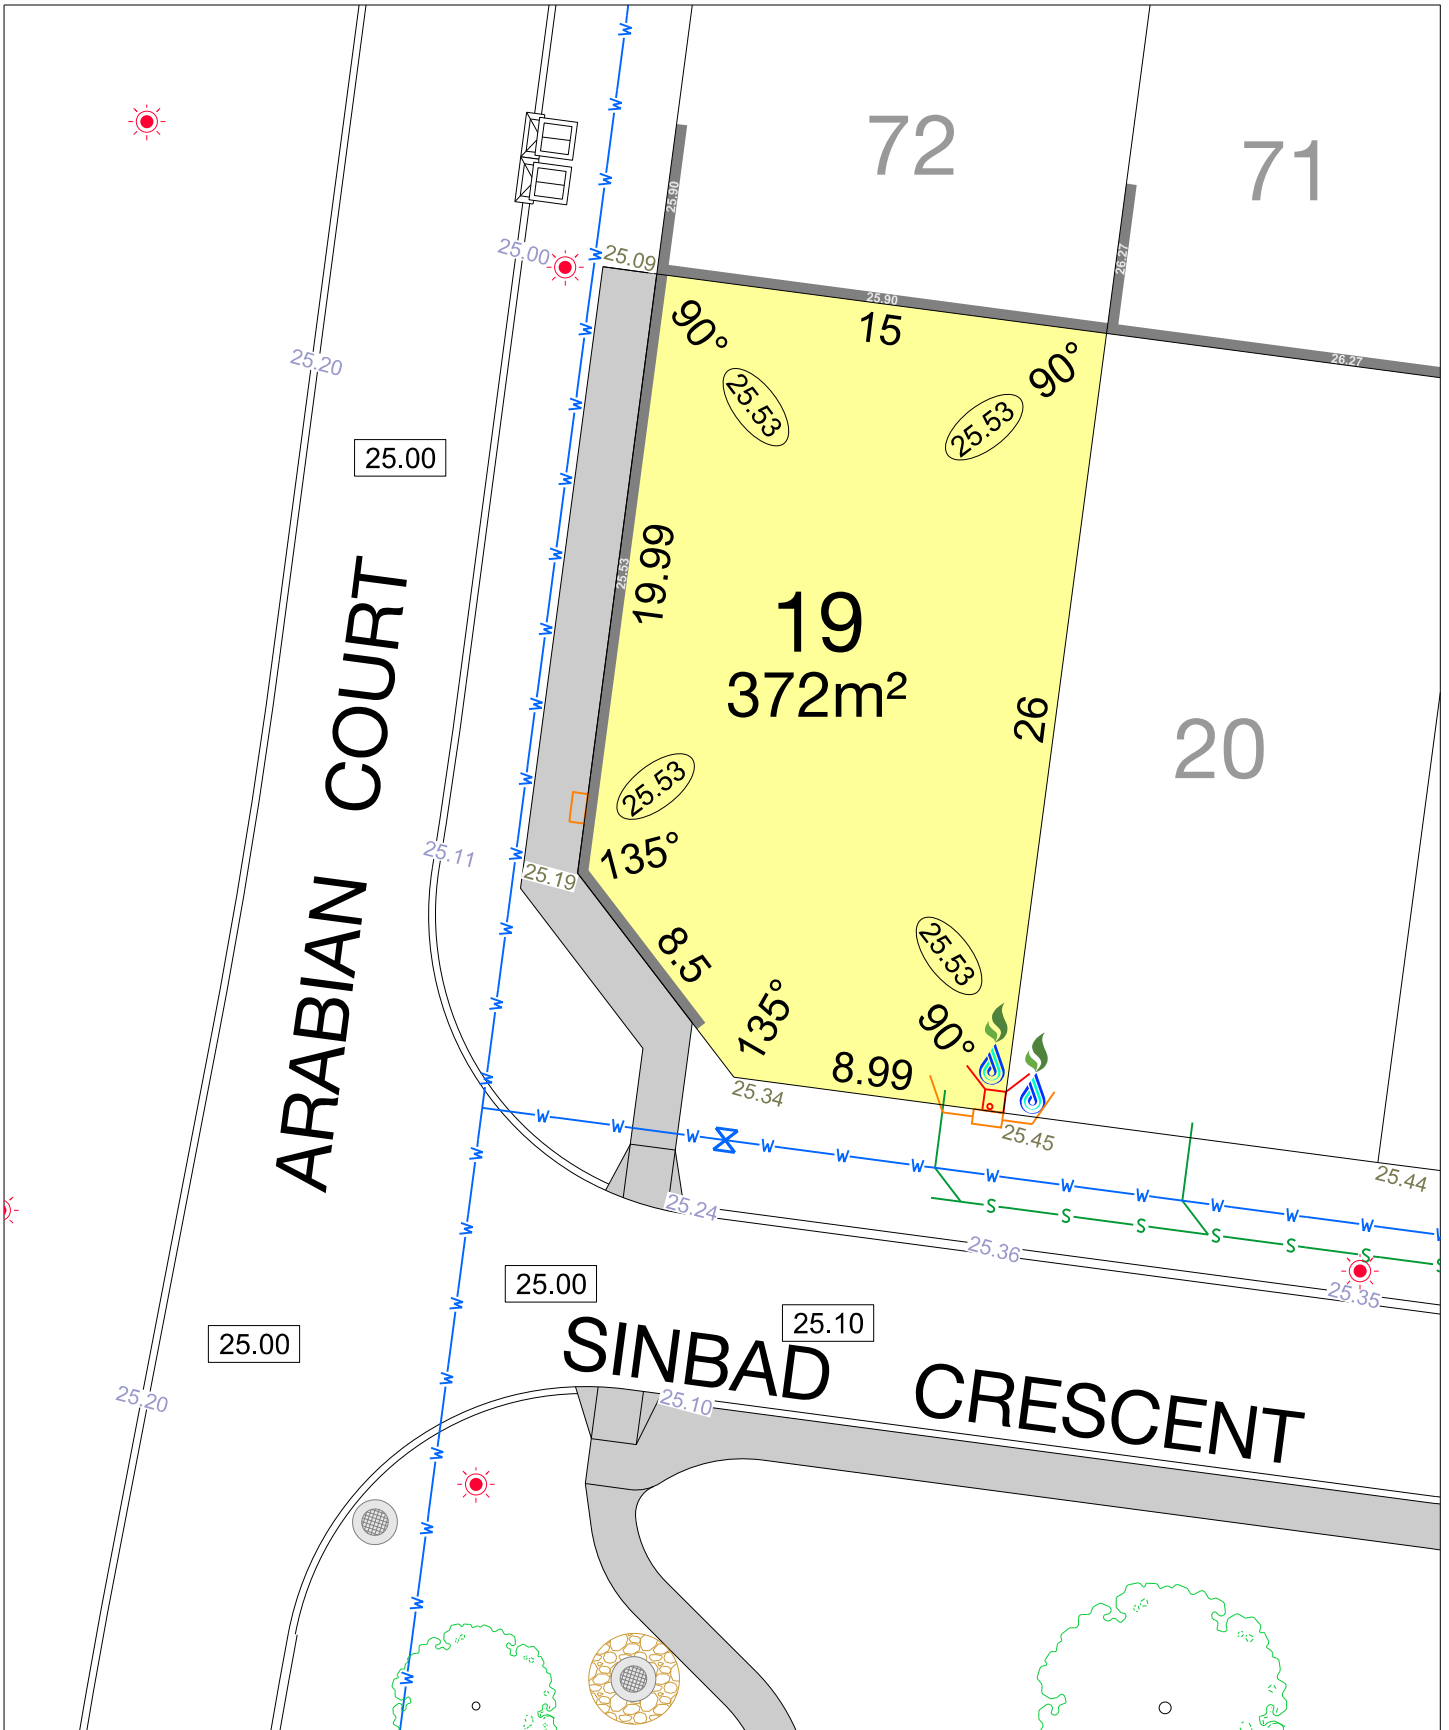 W
W
72
71
W
25.90
25.00
W
25.09
26.27
25.90
W
15
26.27
25.20
90°
90°
25.53
25.53
W
25.00
W
W
19.99
25.53
19
372m²
ARABIAN COURT
W
W
26
20
W
25.53
135°
25.11
W
25.19
8.5
25.53
W
135°
90°
W
8.99
W
25.34
25.45
W
W
W
W
W
W
W
W
W
W
W
W
W
25.44
S
S
S
S
S
S
S
25.24
25.36
W
25.35
25.00
W
25.10
25.00
SINBAD CRESCENT
W
25.20
25.10
W
W
W
W